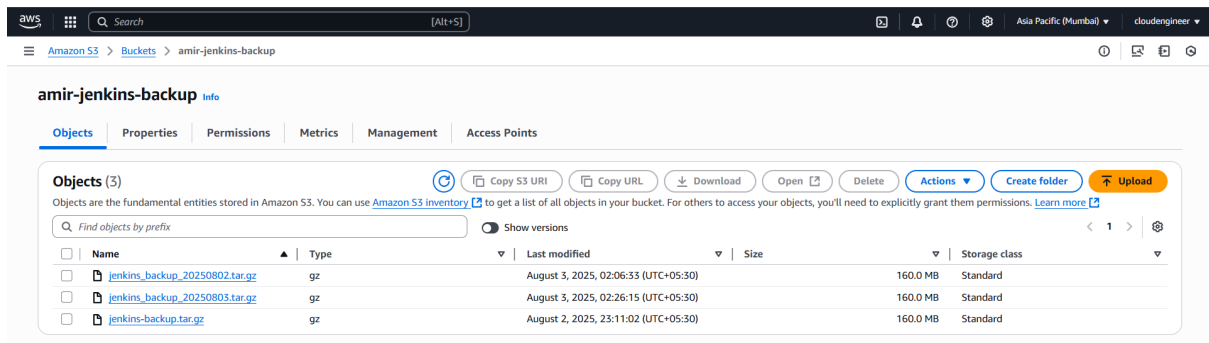 aws Search [Alt+S] Asia Pacific (Mumbai) cloudengineer
Amazon S3 > Buckets > amir-jenkins-backup
amir-jenkins-backup Info
Objects Properties Permissions Metrics Management Access Points
Objects (3) Copy S3 URI Copy URL Download Open Delete Actions Create folder Upload
Objects are the fundamental entities stored in Amazon S3. You can use Amazon S3 inventory to get a list of all objects in your bucket. For others to access your objects, you'll need to explicitly grant them permissions. Learn more
Find objects by prefix Show versions 1
Name Type Last modified Size Storage class
jenkins_backup_20250802.tar.gz gz August 3, 2025, 02:06:33 (UTC+05:30) 160.0 MB Standard
jenkins_backup_20250803.tar.gz gz August 3, 2025, 02:26:15 (UTC+05:30) 160.0 MB Standard
jenkins-backup.tar.gz gz August 2, 2025, 23:11:02 (UTC+05:30) 160.0 MB Standard